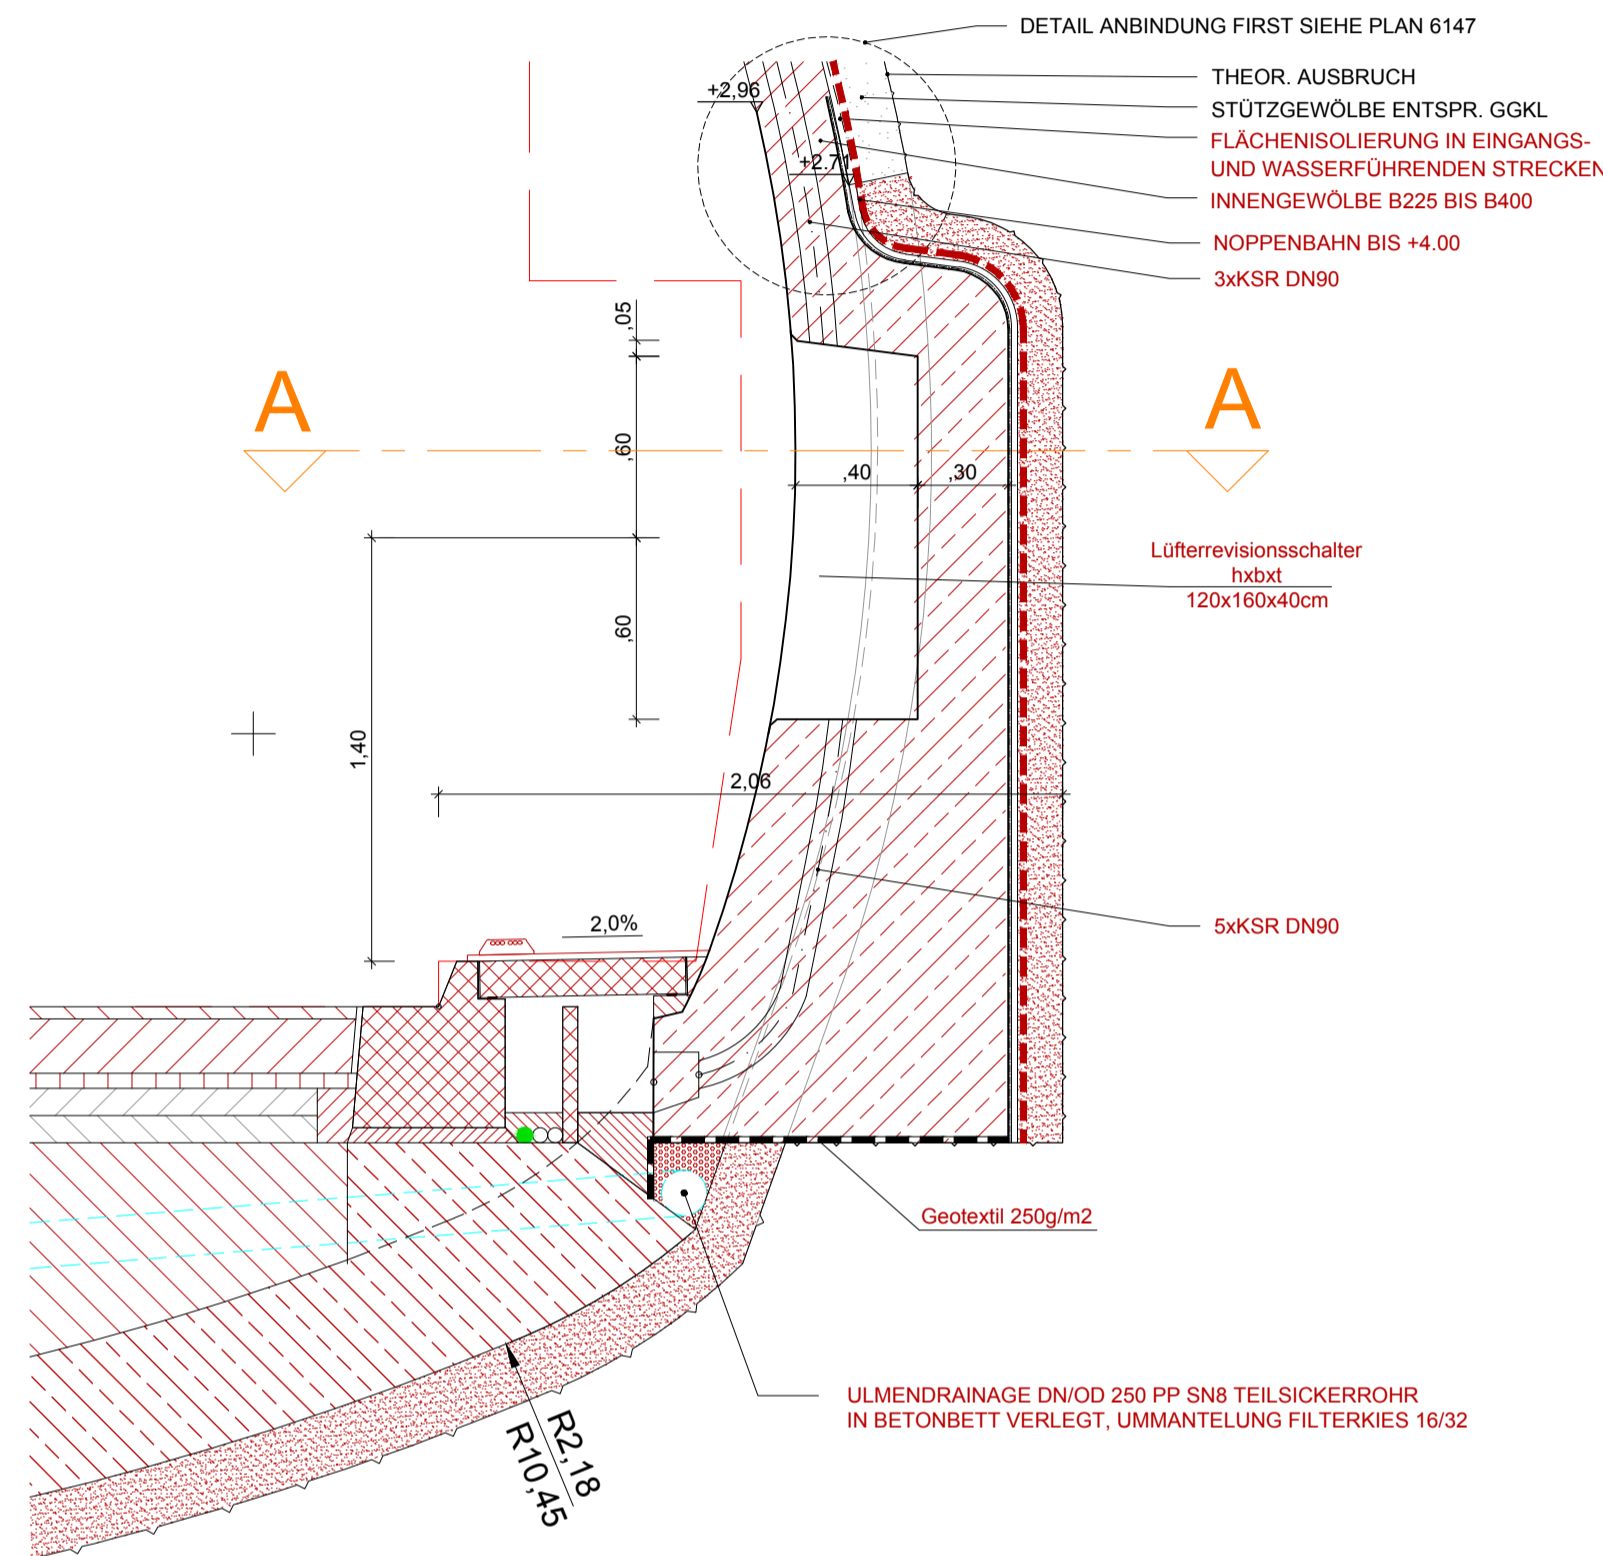 DETAIL ANBINDUNG FIRST SIEHE PLAN 6147
THEOR. AUSBRUCH
+2,96
STÜTZGEWÖLBE ENTSPR. GGKL
FLÄCHENISOLIERUNG IN EINGANGS-
UND WASSERFÜHRENDEN STRECKEN
+2.71
INNENGEWÖLBE B225 BIS B400
NOPPENBAHN BIS +4.00
3xKSR DN90
,05
A
A
,60
,40
,30
Lüfterrevisionsschalter
hxbxt
120x160x40cm
,60
1,40
2,06
2,0%
5xKSR DN90
Geotextil 250g/m2
ULMENDRAINAGE DN/OD 250 PP SN8 TEILSICKERROHR
IN BETONBETT VERLEGT, UMMANTELUNG FILTERKIES 16/32
R2,18
R10,45